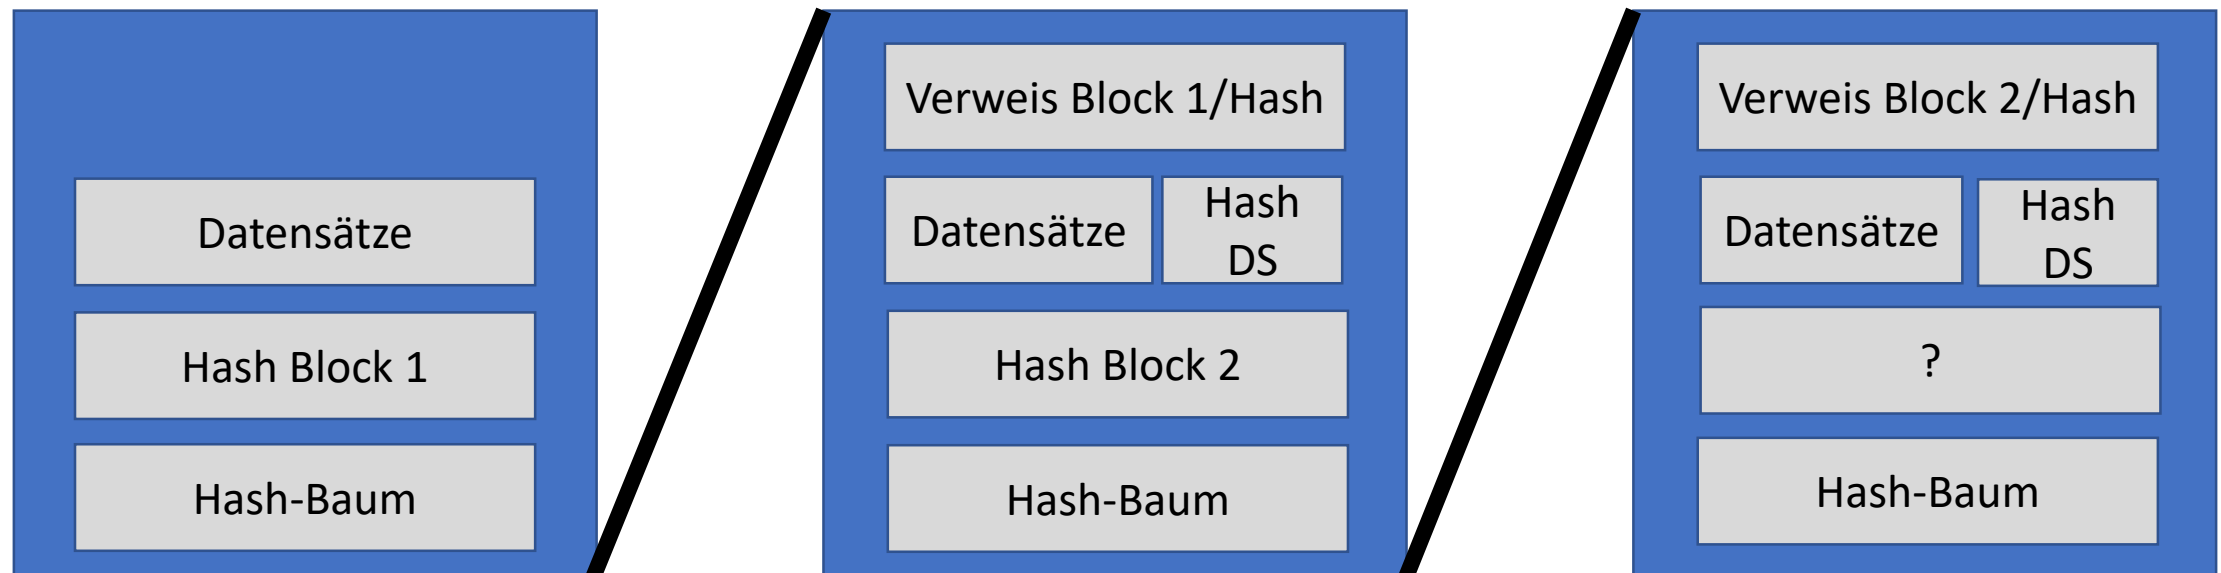 Datensätze
Hash Block 1
Hash-Baum
Verweis Block 1/Hash
Datensätze
Hash
DS
Hash Block 2
Hash-Baum
Verweis Block 2/Hash
Datensätze
Hash
DS
?
Hash-Baum